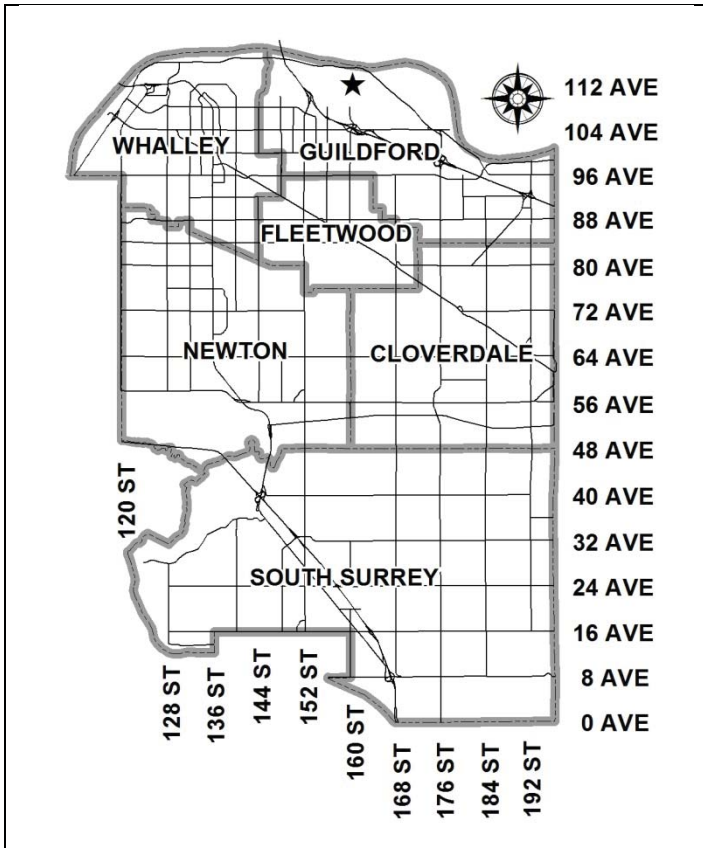 112 AVE
104 AVE
WHALLEY
GUILDFORD
96 AVE
88 AVE
FLEETWOOD
80 AVE
72 AVE
NEWTON
CLOVERDALE
64 AVE
56 AVE
48 AVE
120 ST
40 AVE
32 AVE
SOUTH SURREY
24 AVE
16 AVE
128 ST
136 ST
144 ST
152 ST
8 AVE
160 ST
0 AVE
168 ST
176 ST
184 ST
192 ST